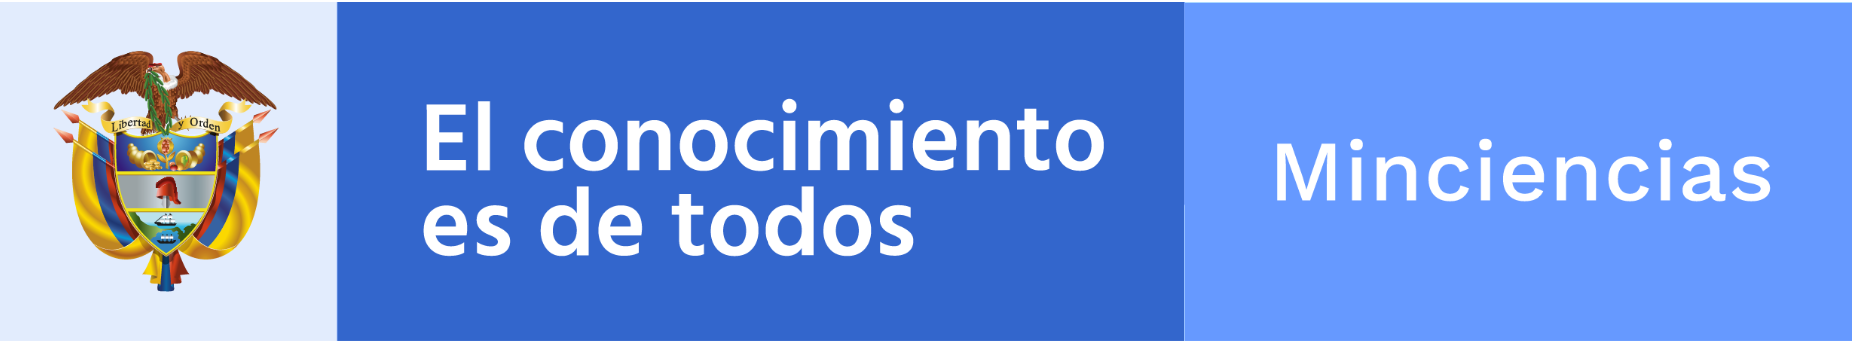 Libertad y Orden
El conocimiento
es de todos
Minciencias